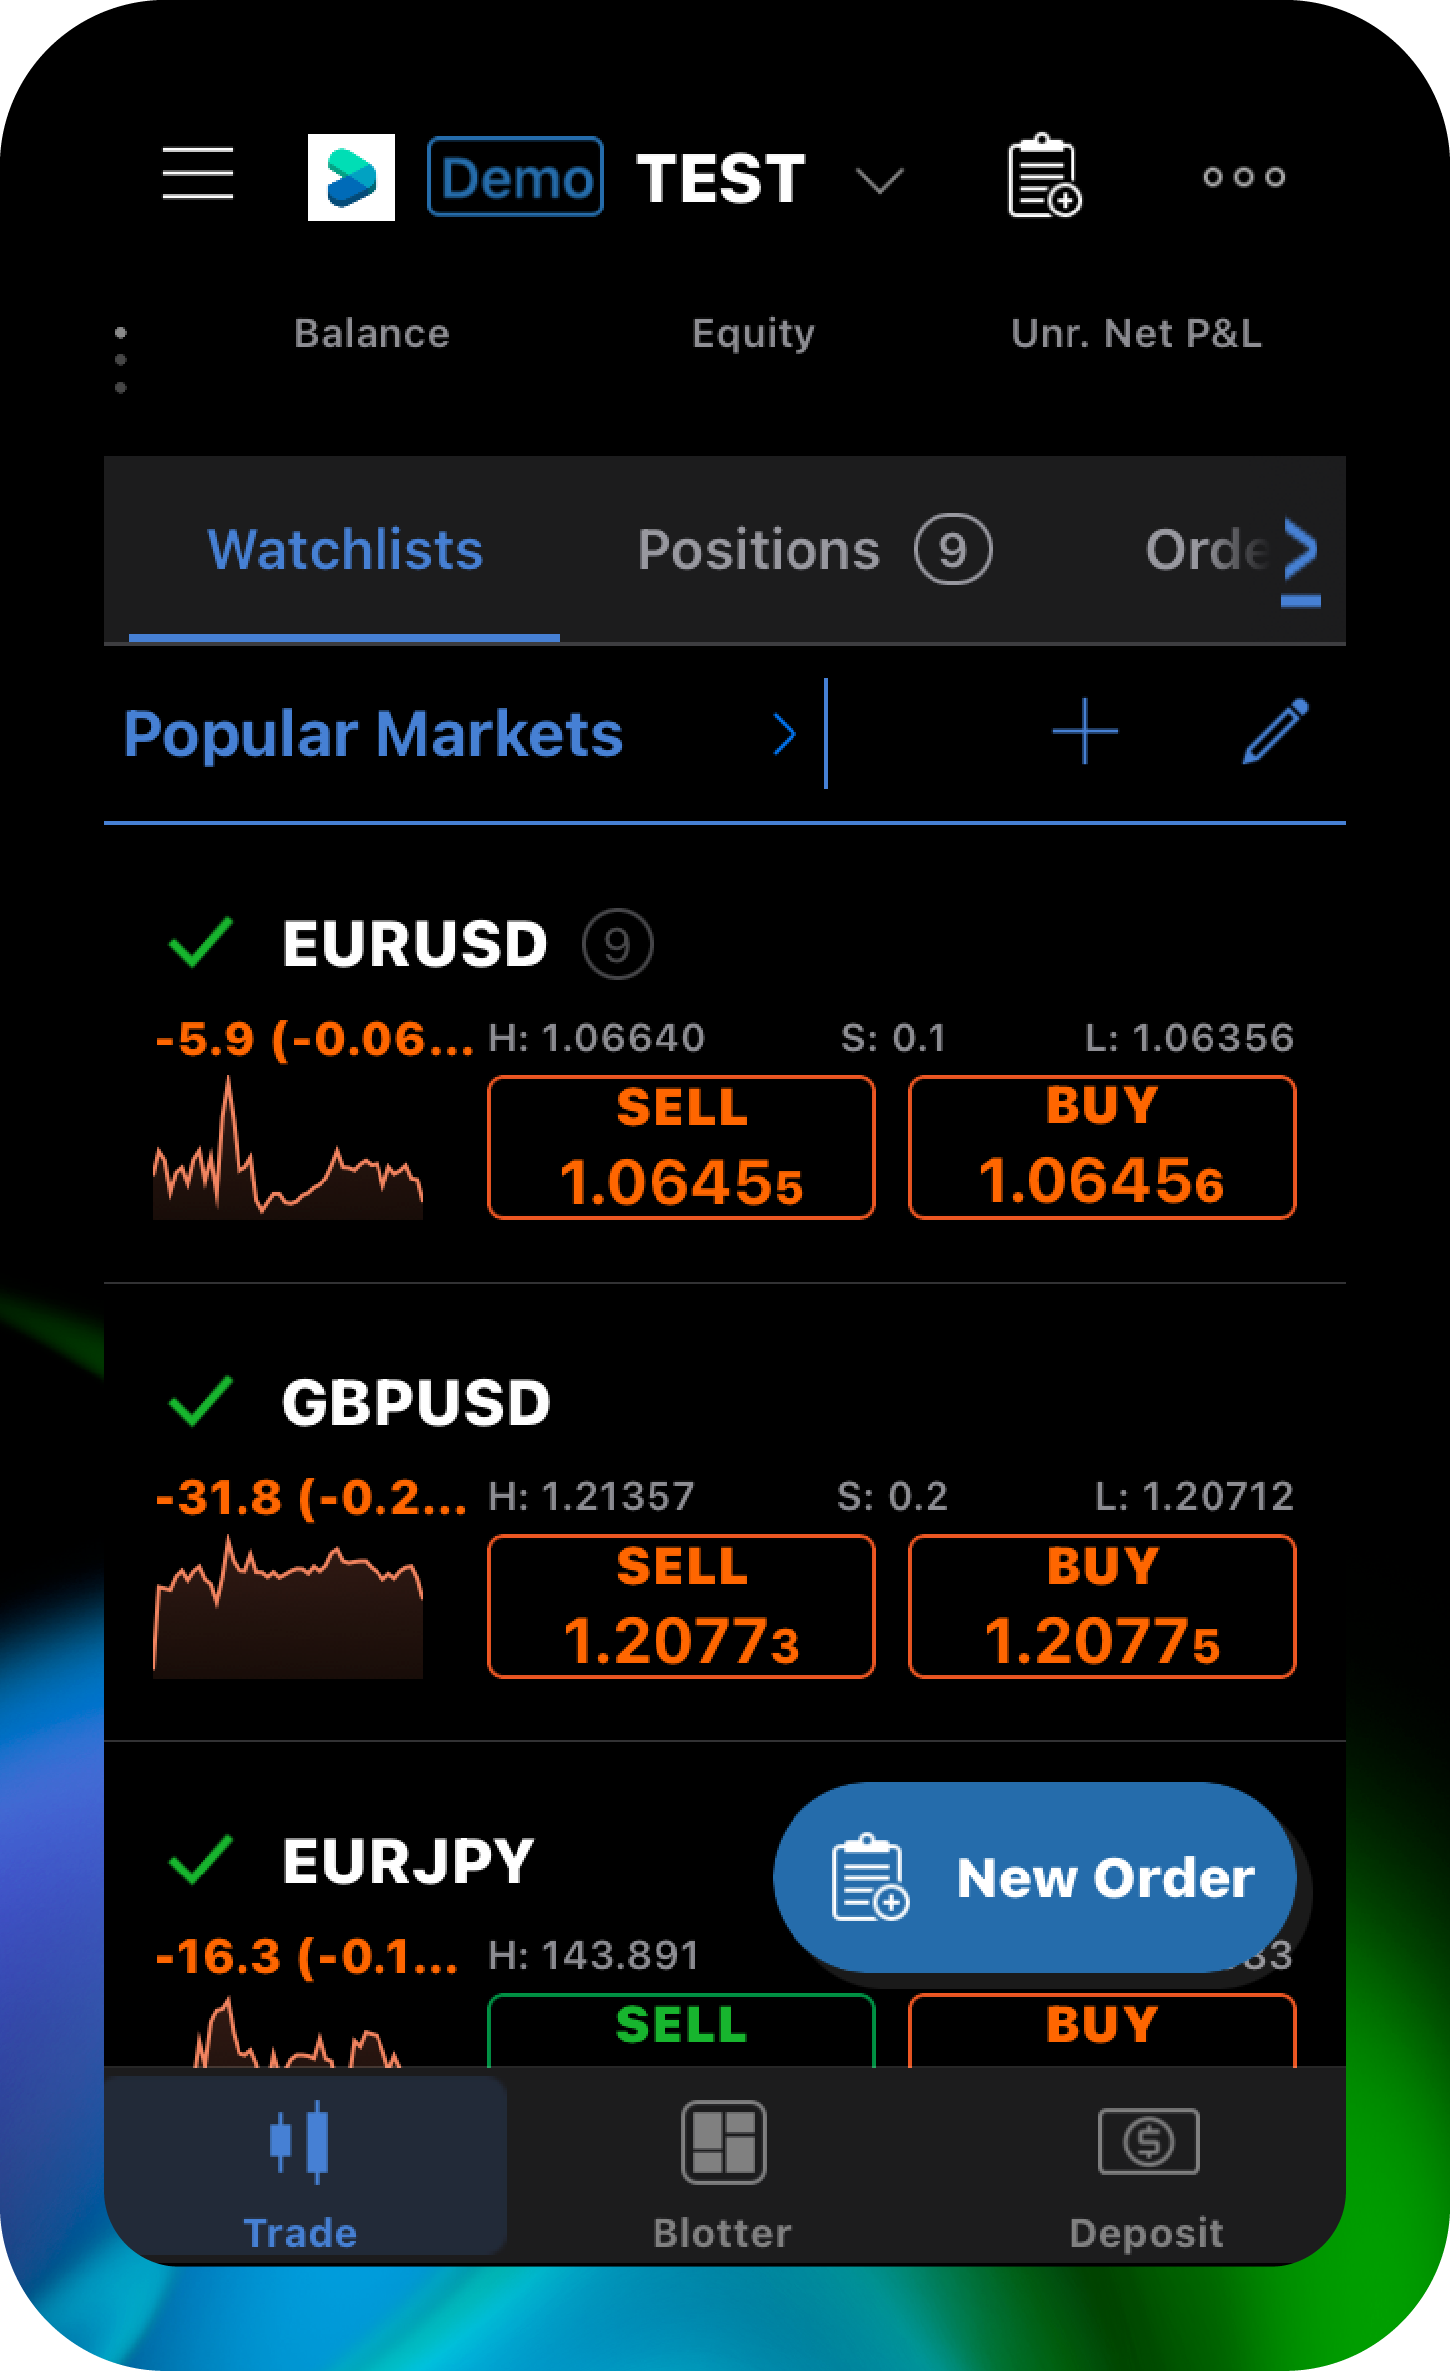 Demo TEST
Balance Equity Unr. Net P&L
Watchlists Positions 9
Popular Markets
EURUSD 9
-5.9 (-0.06... H: 1.06640 S: 0.1 L: 1.06356
SELL BUY
1.06455 1.06456
GBPUSD
-31.8 (-0.2... H: 1.21357 S: 0.2 L: 1.20712
SELL BUY
1.20773 1.20775
EURJPY New Order
-16.3 (-0.1... H: 143.891
SELL BUY
Trade Blotter Deposit